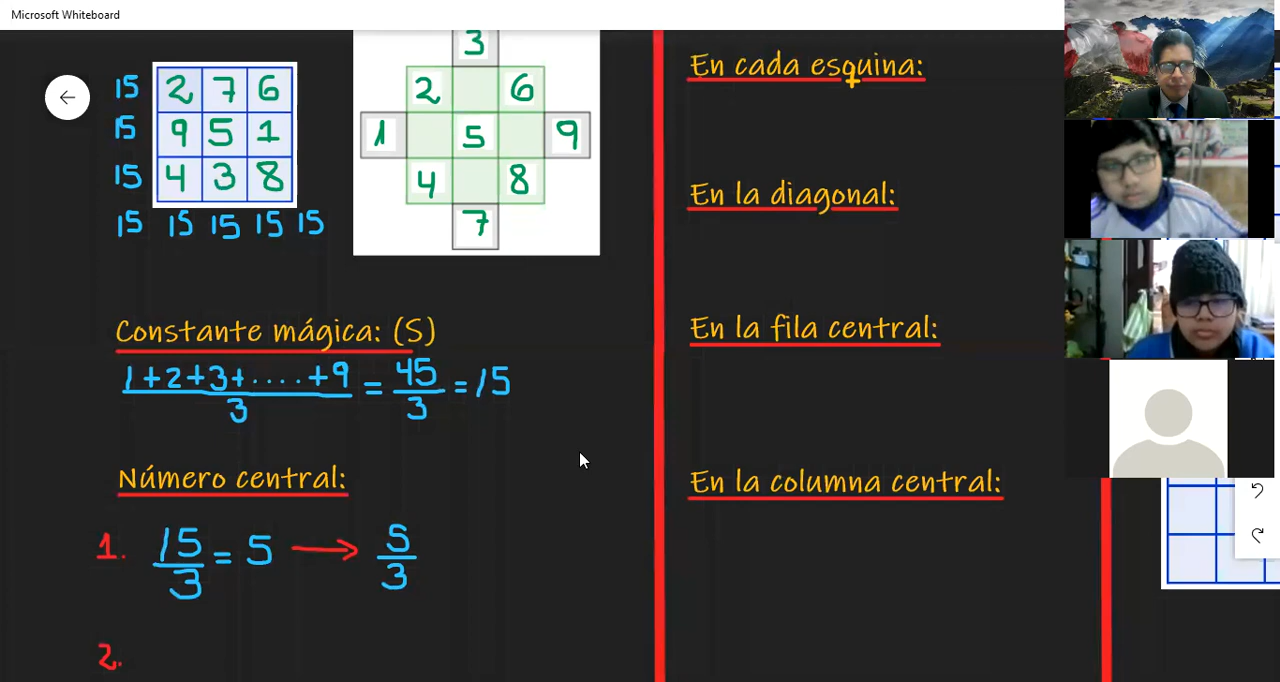 Microsoft Whiteboard
15 2 7 6
15 9 5 1
15 4 3 8
15 15 15 15 15
3
2 6
1 5 9
4 8
7
Constante mágica: (S)
1+2+3+....+9 = 45 = 15
3 3
Número central:
1. 15 = 5 → S
3 3
2.
En cada esquina:
En la diagonal:
En la fila central:
En la columna central: